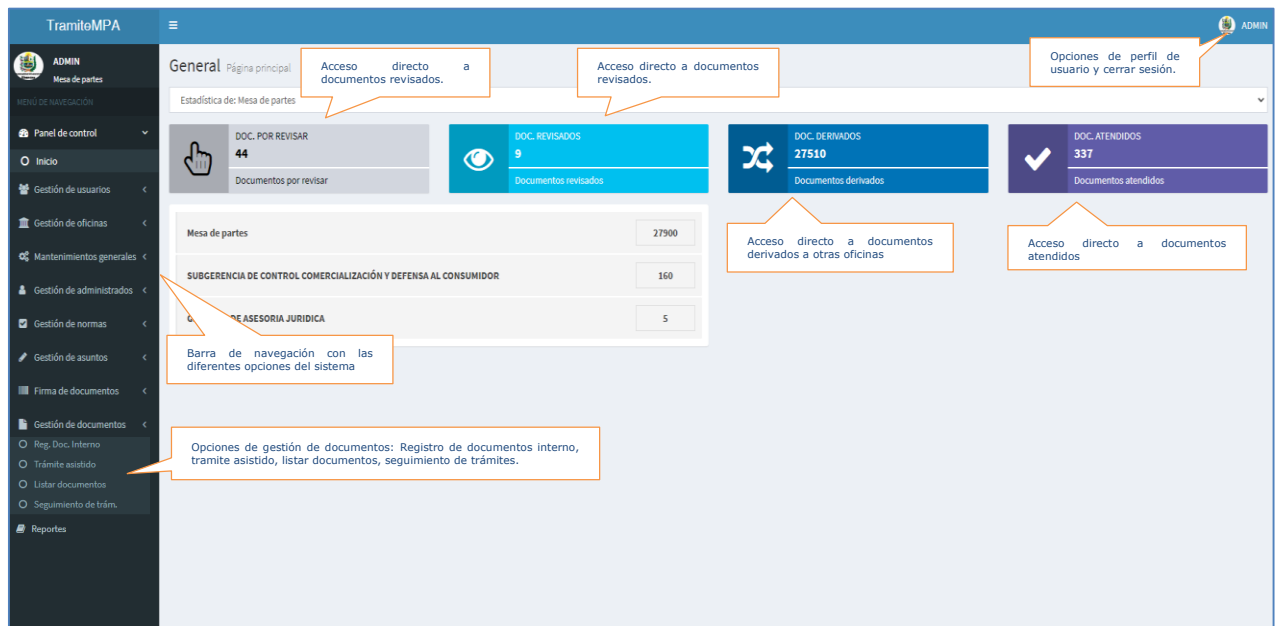 TramiteMPA
ADMIN
ADMIN
Mesa de partes
MENÚ DE NAVEGACIÓN
Panel de control
Inicio
Gestión de usuarios
Gestión de oficinas
Mantenimientos generales
Gestión de administrados
Gestión de normas
Gestión de asuntos
Firma de documentos
Gestión de documentos
Reg. Doc. Interno
Trámite asistido
Listar documentos
Seguimiento de trám.
Reportes
General Página principal
Acceso directo a
documentos revisados.
Acceso directo a documentos
revisados.
Opciones de perfil de
usuario y cerrar sesión.
Estadística de: Mesa de partes
DOC. POR REVISAR
44
Documentos por revisar
DOC. REVISADOS
9
Documentos revisados
DOC. DERIVADOS
27510
Documentos derivados
DOC. ATENDIDOS
337
Documentos atendidos
Mesa de partes 27900
SUBGERENCIA DE CONTROL COMERCIALIZACIÓN Y DEFENSA AL CONSUMIDOR 160
DE ASESORIA JURIDICA 5
Acceso directo a documentos
derivados a otras oficinas
Acceso directo a documentos
atendidos
Barra de navegación con las
diferentes opciones del sistema
Opciones de gestión de documentos: Registro de documentos interno,
tramite asistido, listar documentos, seguimiento de trámites.